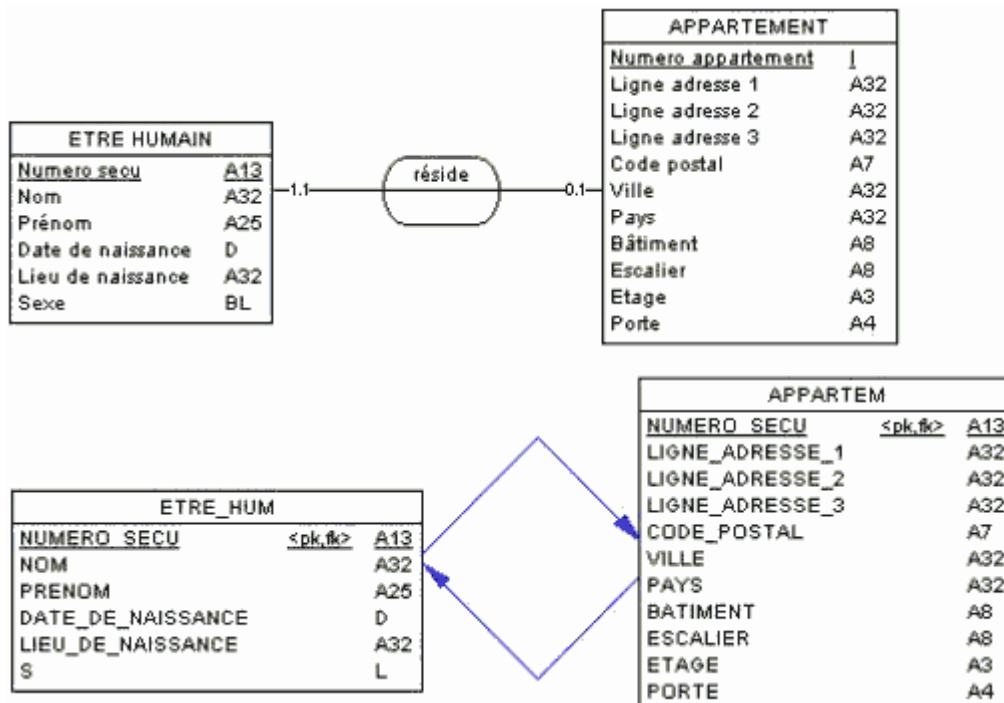 APPARTEMENT
Numero appartement I
Ligne adresse 1 A32
Ligne adresse 2 A32
Ligne adresse 3 A32
Code postal A7
Ville A32
Pays A32
Bâtiment A8
Escalier A8
Etage A3
Porte A4
ETRE HUMAIN
Numero secu A13
Nom A32
Prénom A25
Date de naissance D
Lieu de naissance A32
Sexe BL
1.1
réside
0.1
APPARTEM
NUMERO_SECU <pk,fk> A13
LIGNE_ADRESSE_1 A32
LIGNE_ADRESSE_2 A32
LIGNE_ADRESSE_3 A32
CODE_POSTAL A7
VILLE A32
PAYS A32
BATIMENT A8
ESCALIER A8
ETAGE A3
PORTE A4
ETRE_HUM
NUMERO_SECU <pk,fk> A13
NOM A32
PRENOM A25
DATE_DE_NAISSANCE D
LIEU_DE_NAISSANCE A32
S L